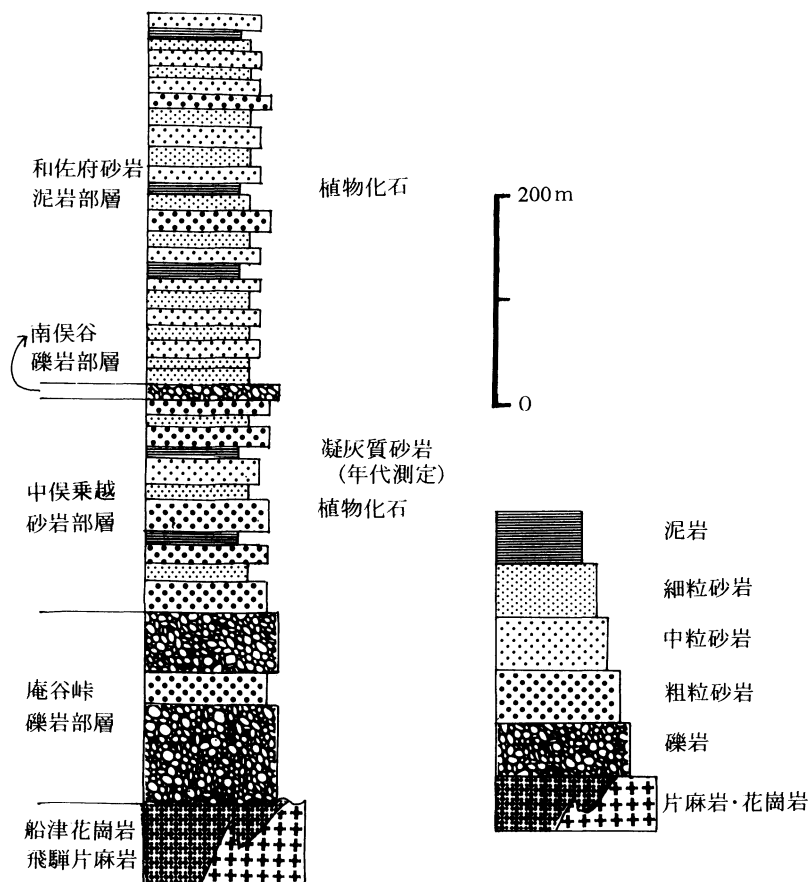 和佐府砂岩
泥岩部層
植物化石
200m
0
南俣谷
礫岩部層
凝灰質砂岩
（年代測定）
中俣乗越
砂岩部層
植物化石
庵谷峠
礫岩部層
船津花崗岩
飛騨片麻岩
泥岩
細粒砂岩
中粒砂岩
粗粒砂岩
礫岩
片麻岩・花崗岩